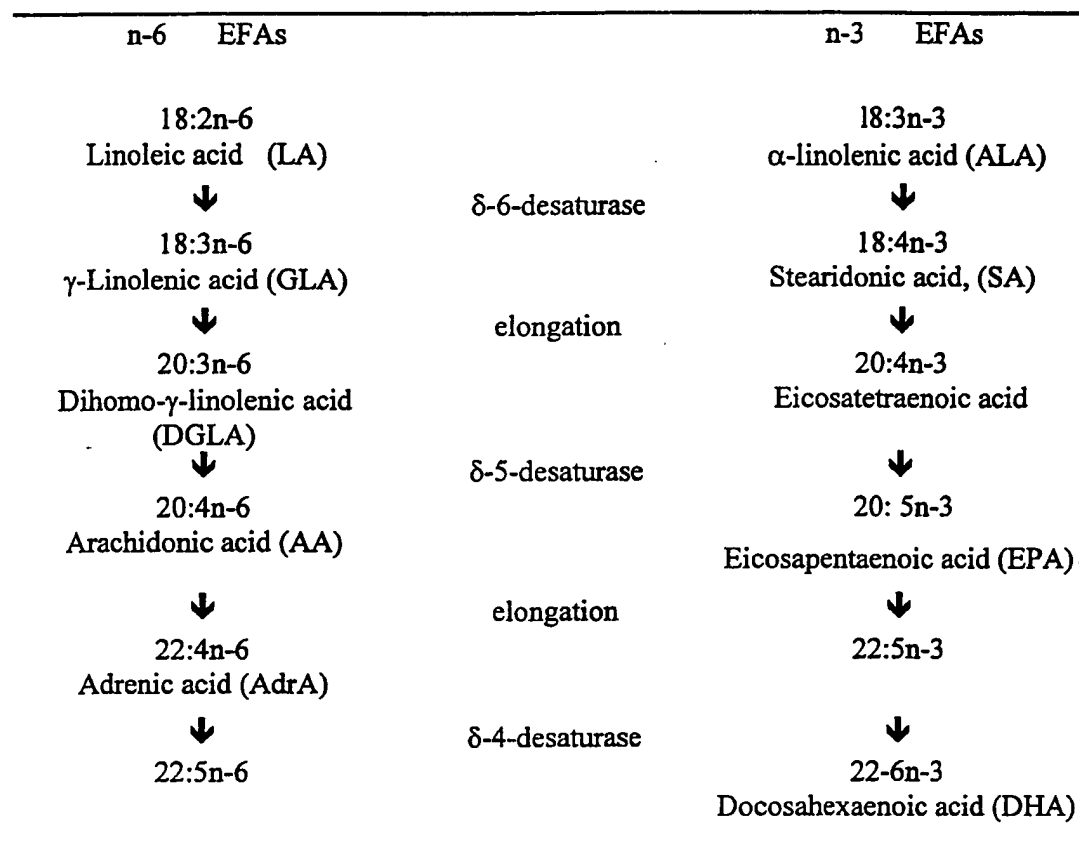 n-6 EFAs n-3 EFAs
18:2n-6 18:3n-3
Linoleic acid (LA) α-linolenic acid (ALA)
δ-6-desaturase
18:3n-6 18:4n-3
γ-Linolenic acid (GLA) Stearidonic acid, (SA)
elongation
20:3n-6 20:4n-3
Dihomo-γ-linolenic acid Eicosatetraenoic acid
(DGLA)
δ-5-desaturase
20:4n-6 20: 5n-3
Arachidonic acid (AA)
Eicosapentaenoic acid (EPA)
elongation
22:4n-6 22:5n-3
Adrenic acid (AdrA)
δ-4-desaturase
22:5n-6 22-6n-3
Docosahexaenoic acid (DHA)